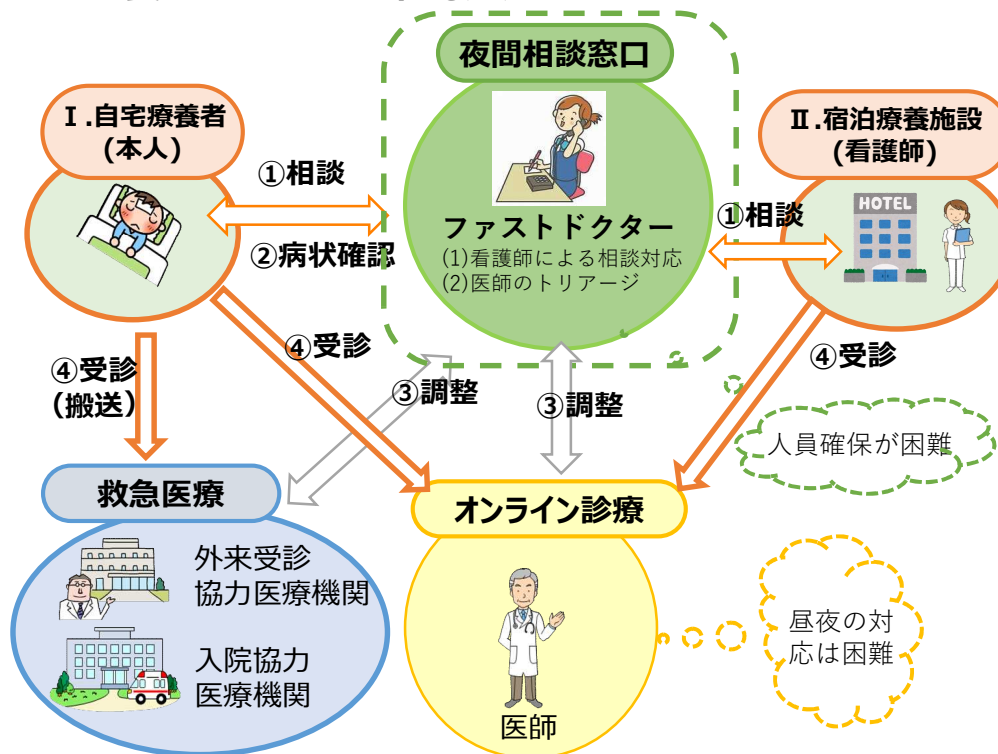 夜間相談窓口
Ⅰ.自宅療養者
(本人)
Ⅱ.宿泊療養施設
(看護師)
①相談
②病状確認
ファストドクター
(1)看護師による相談対応
(2)医師のトリアージ
①相談
HOTEL
④受診
(搬送)
④受診
③調整
③調整
④受診
人員確保が困難
救急医療
外来受診
協力医療機関
入院協力
医療機関
オンライン診療
医師
昼夜の対
応は困難